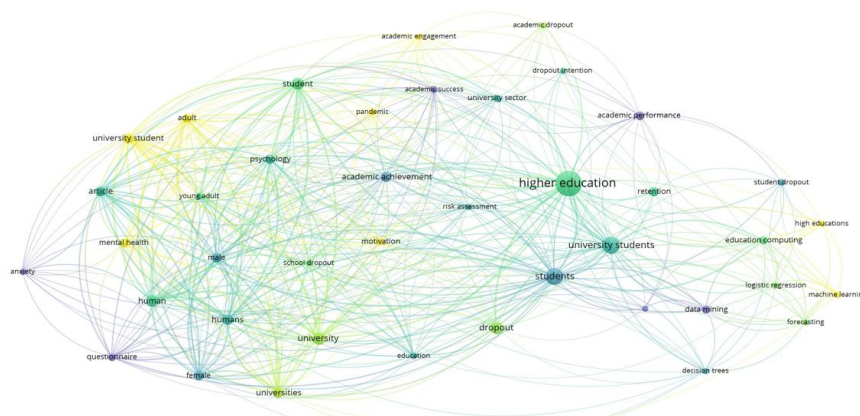 academic dropout
academic engagement
dropout intention
student
academic success
university sector
pandemic
academic performance
adult
university student
psychology
academic achievement
higher education
student dropout
article
young adult
retention
risk assessment
high educations
mental health
motivation
university students
education computing
male
school dropout
anxiety
students
logistic regression
human
machine learni
data mining
humans
dropout
forecasting
university
questionnaire
education
female
decision trees
universities